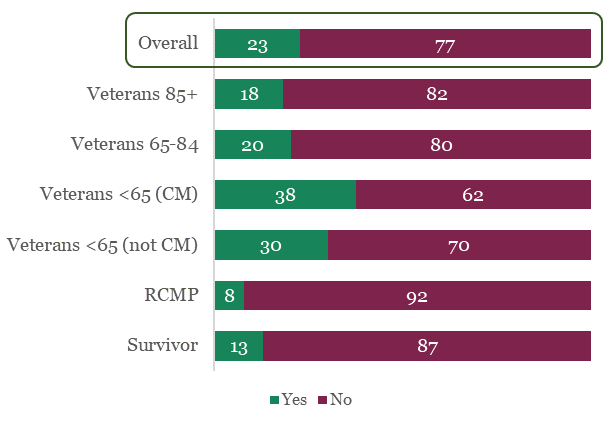 Overall 23 77
Veterans 85+ 18 82
Veterans 65-84 20 80
Veterans <65 (CM) 38 62
Veterans <65 (not CM) 30 70
RCMP 8 92
Survivor 13 87
Yes No